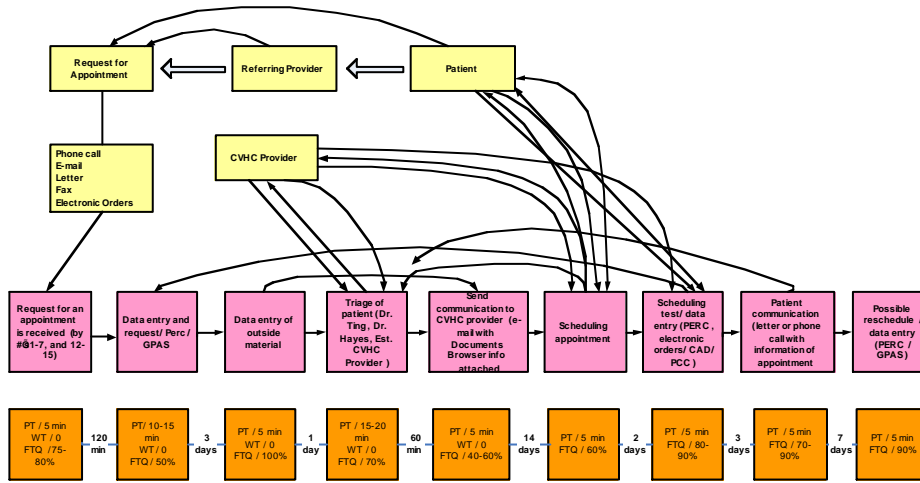 Request for
Appointment
Referring Provider
Patient
Phone call
E-mail
Letter
Fax
Electronic Orders
CVHC Provider
Request for an
appointment
is received (by
#@1-7, and 12-
15)
Data entry and
request/ Perc /
GPAS
Data entry of
outside
material
Triage of
patient (Dr.
Ting, Dr.
Hayes, Est.
CVHC
Provider )
Send
communication to
CVHC provider (e-
mail with
Documents
Browser info
attached
Scheduling
appointment
Scheduling
test/ data
entry (PERC ,
electronic
orders/ CAD/
PCC )
Patient
communication
(letter or phone
call with
information of
appointment
Possible
reschedule /
data entry
(PERC /
GPAS)
PT / 5 min
WT / 0
FTQ / 75-
80%
120
min
PT/ 10-15
min
WT / 0
FTQ / 50%
3
days
PT / 5 min
WT / 0
FTQ / 100%
1
day
PT / 15-20
min
WT / 0
FTQ / 70%
60
min
PT / 5 min
WT / 0
FTQ / 40-60%
14
days
PT / 5 min
FTQ / 60%
2
days
PT / 5 min
FTQ / 80-
90%
3
days
PT / 5 min
FTQ / 70-
90%
7
days
PT / 5 min
FTQ / 90%